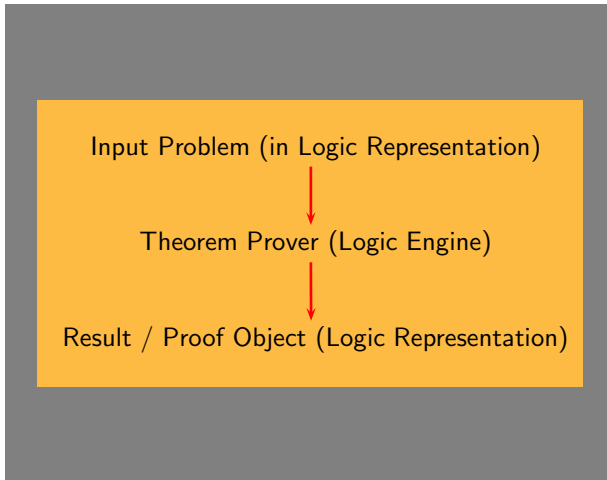 Input Problem (in Logic Representation)
Theorem Prover (Logic Engine)
Result / Proof Object (Logic Representation)